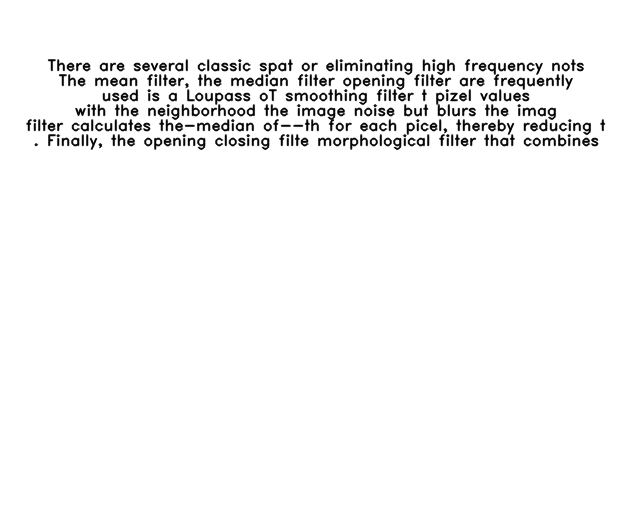 There are several classic spat or eliminating high frequency nots
The mean filter, the median filter opening filter are frequently
used is a Loupass oT smoothing filter t pizel values
with the neighborhood the image noise but blurs the imag
filter calculates the-median of--th for each picel, thereby reducing t
. Finally, the opening closing filte morphological filter that combines